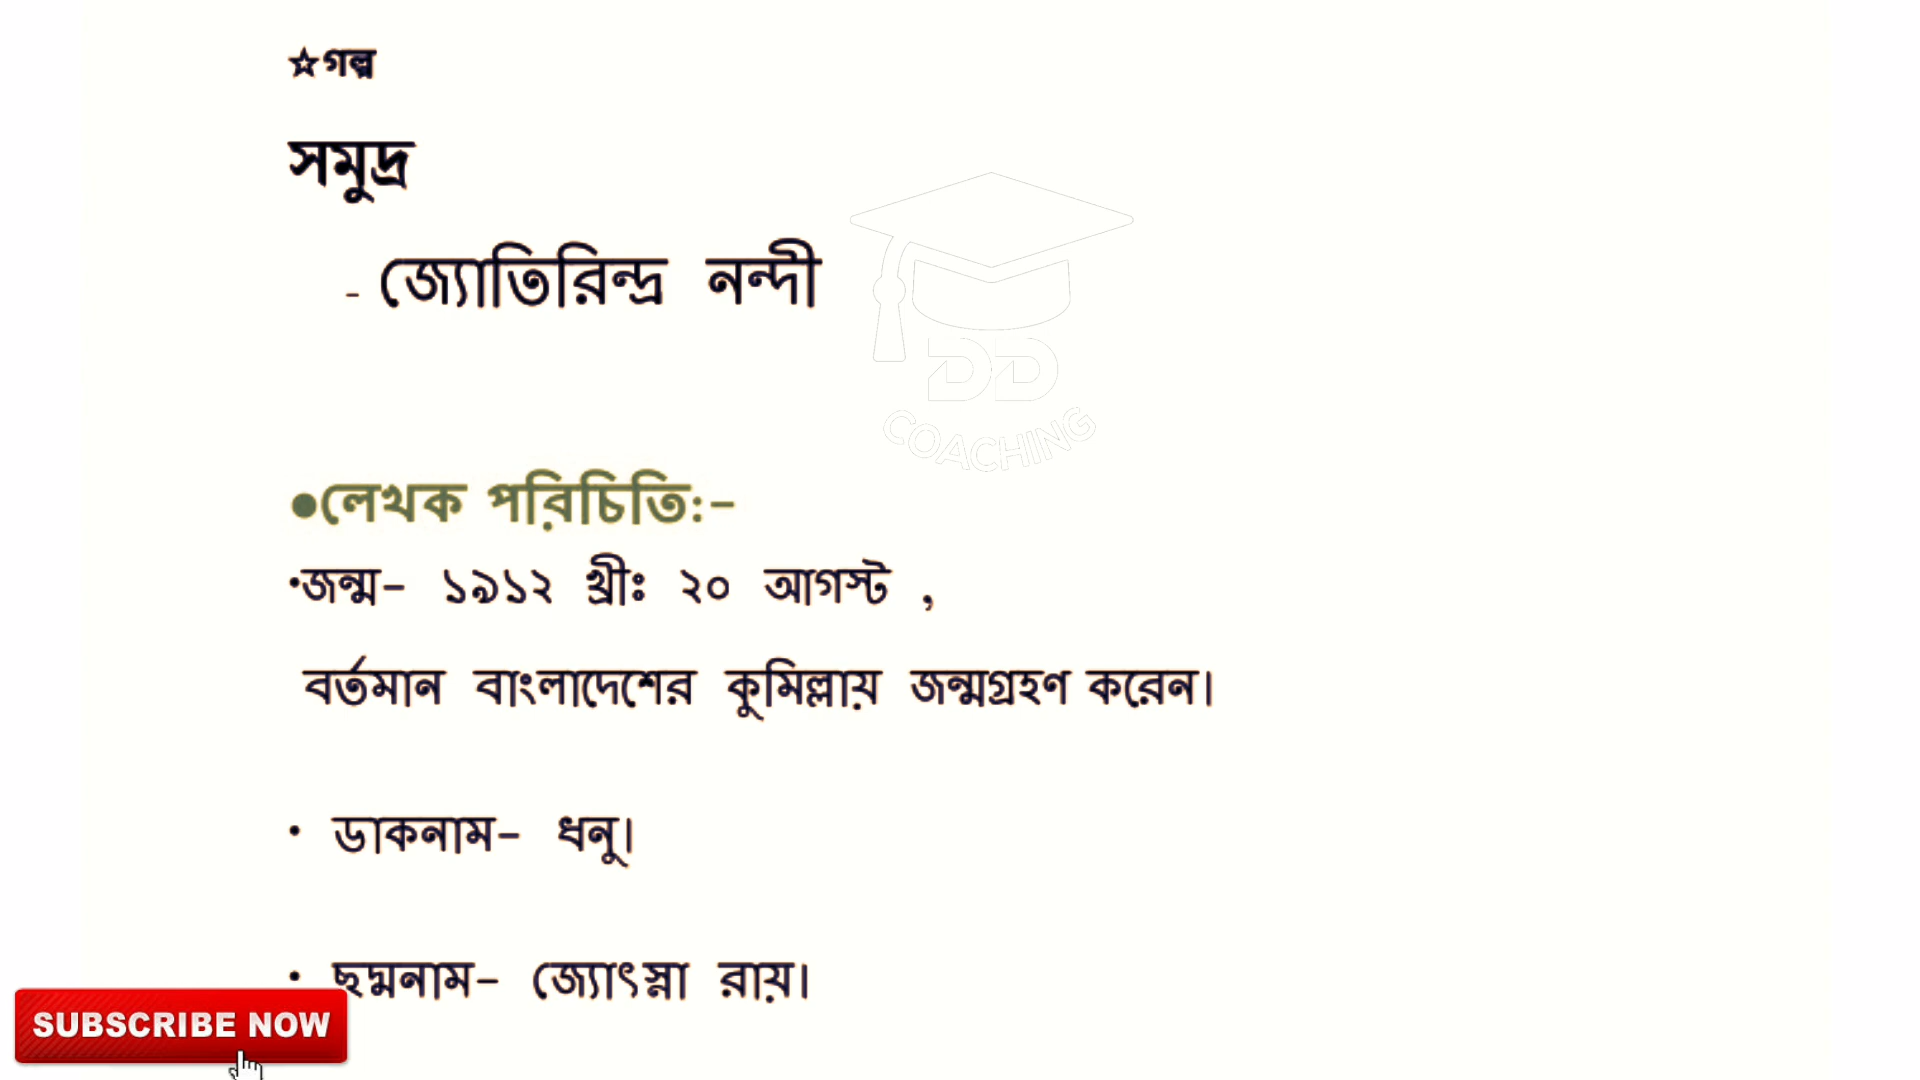 ☆গল্প
সমুদ্র
- জ্যোতিরিন্দ্র নন্দী
DD
COACHING
●লেখক পরিচিতি:-
·জন্ম- ১৯১২ খ্রীঃ ২০ আগস্ট ,
বর্তমান বাংলাদেশের কুমিল্লায় জন্মগ্রহণ করেন।
· ডাকনাম- ধনু।
· ছদ্মনাম- জ্যোৎস্না রায়।
SUBSCRIBE NOW